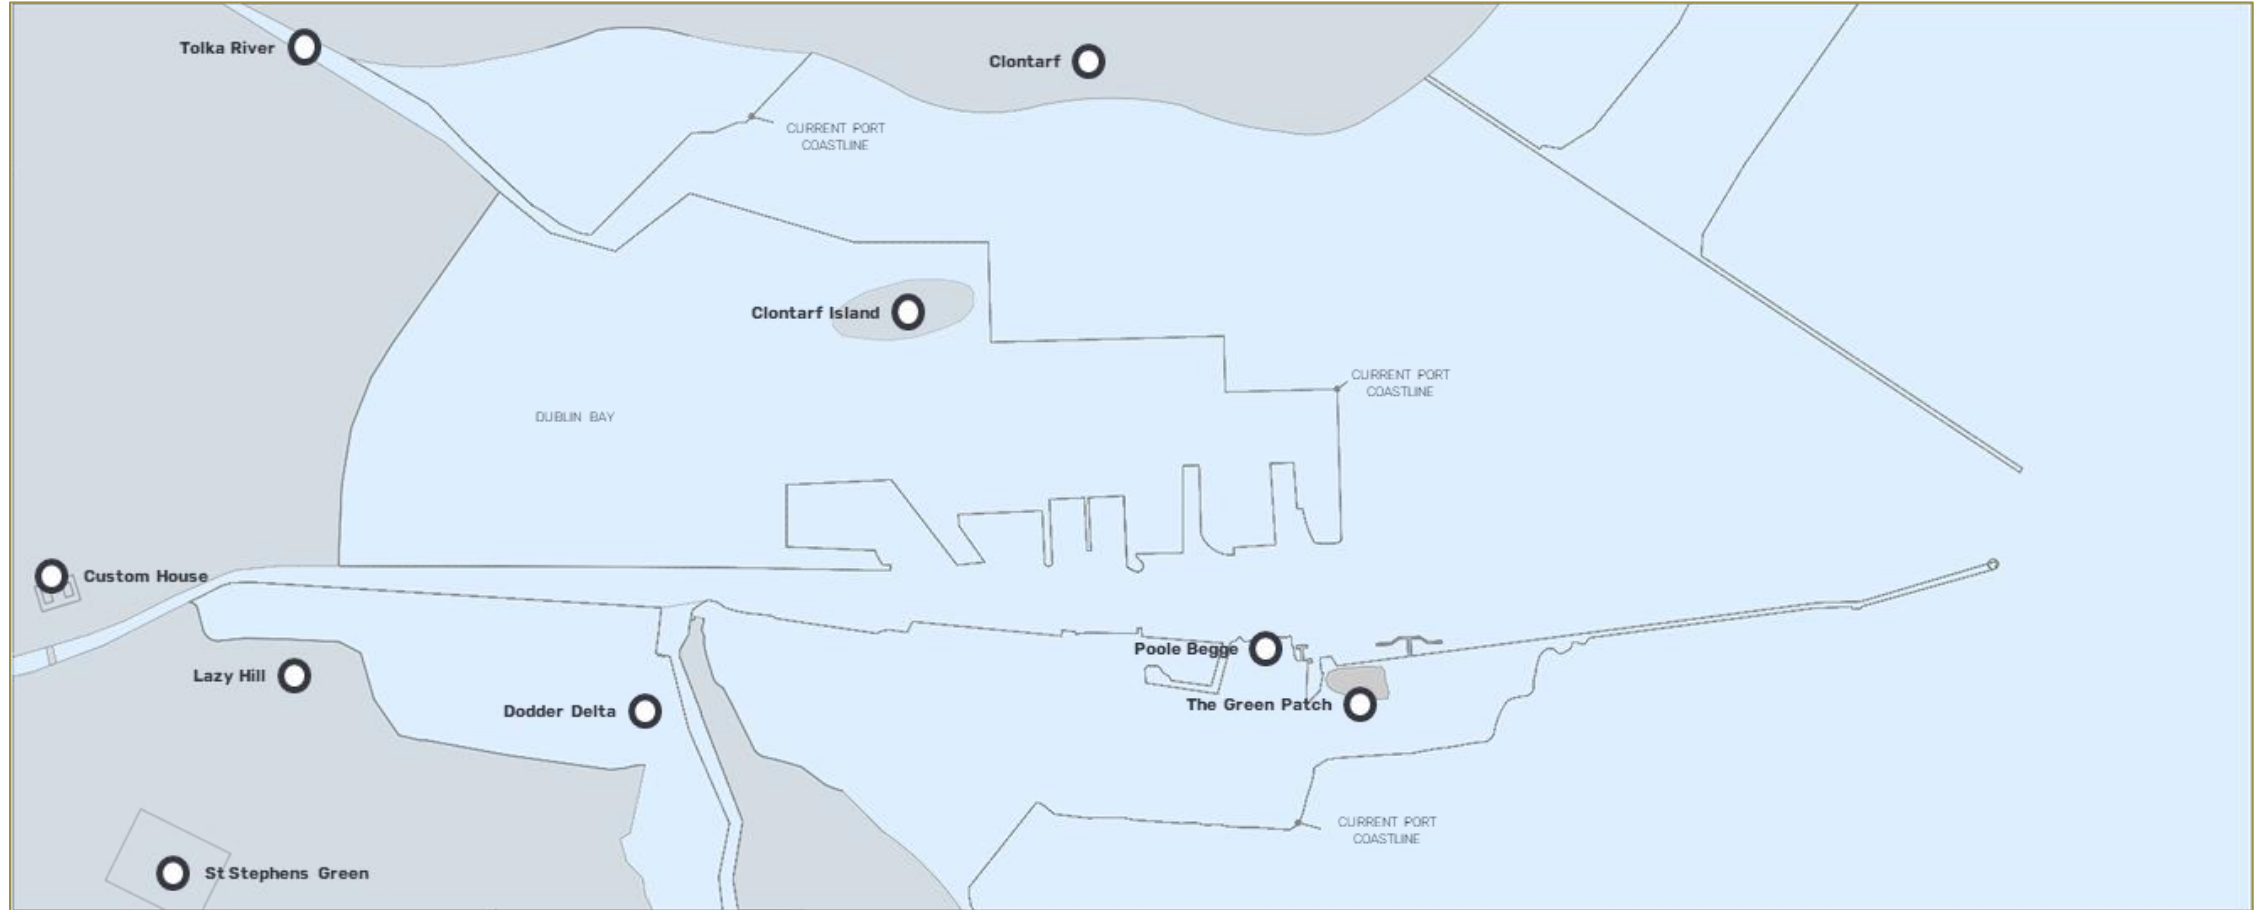 Tolka River
Clontarf
CURRENT PORT
COASTLINE
Clontarf Island
CURRENT PORT
COASTLINE
DUBLIN BAY
Custom House
Poole Begge
Lazy Hill
The Green Patch
Dodder Delta
CURRENT PORT
COASTLINE
St Stephens Green